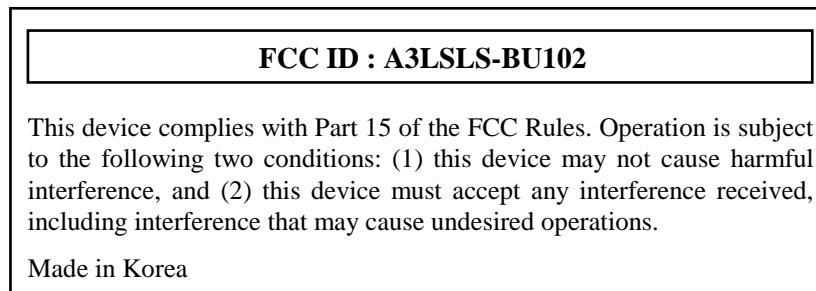 FCC ID : A3LSLS-BU102
This device complies with Part 15 of the FCC Rules. Operation is subject
to the following two conditions: (1) this device may not cause harmful
interference, and (2) this device must accept any interference received,
including interference that may cause undesired operations.
Made in Korea